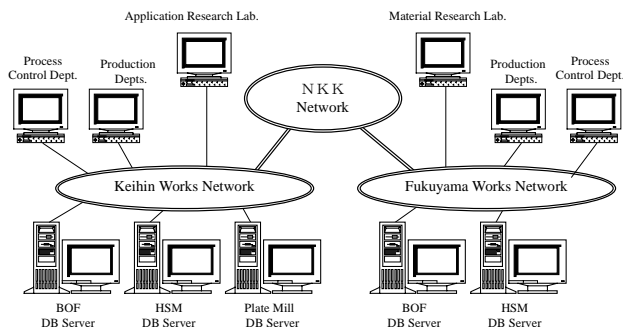 Application Research Lab.
Material Research Lab.
Process
Control Dept.
Production
Depts.
NKK
Network
Production
Depts.
Process
Control Dept.
Keihin Works Network
Fukuyama Works Network
BOF
DB Server
HSM
DB Server
Plate Mill
DB Server
BOF
DB Server
HSM
DB Server